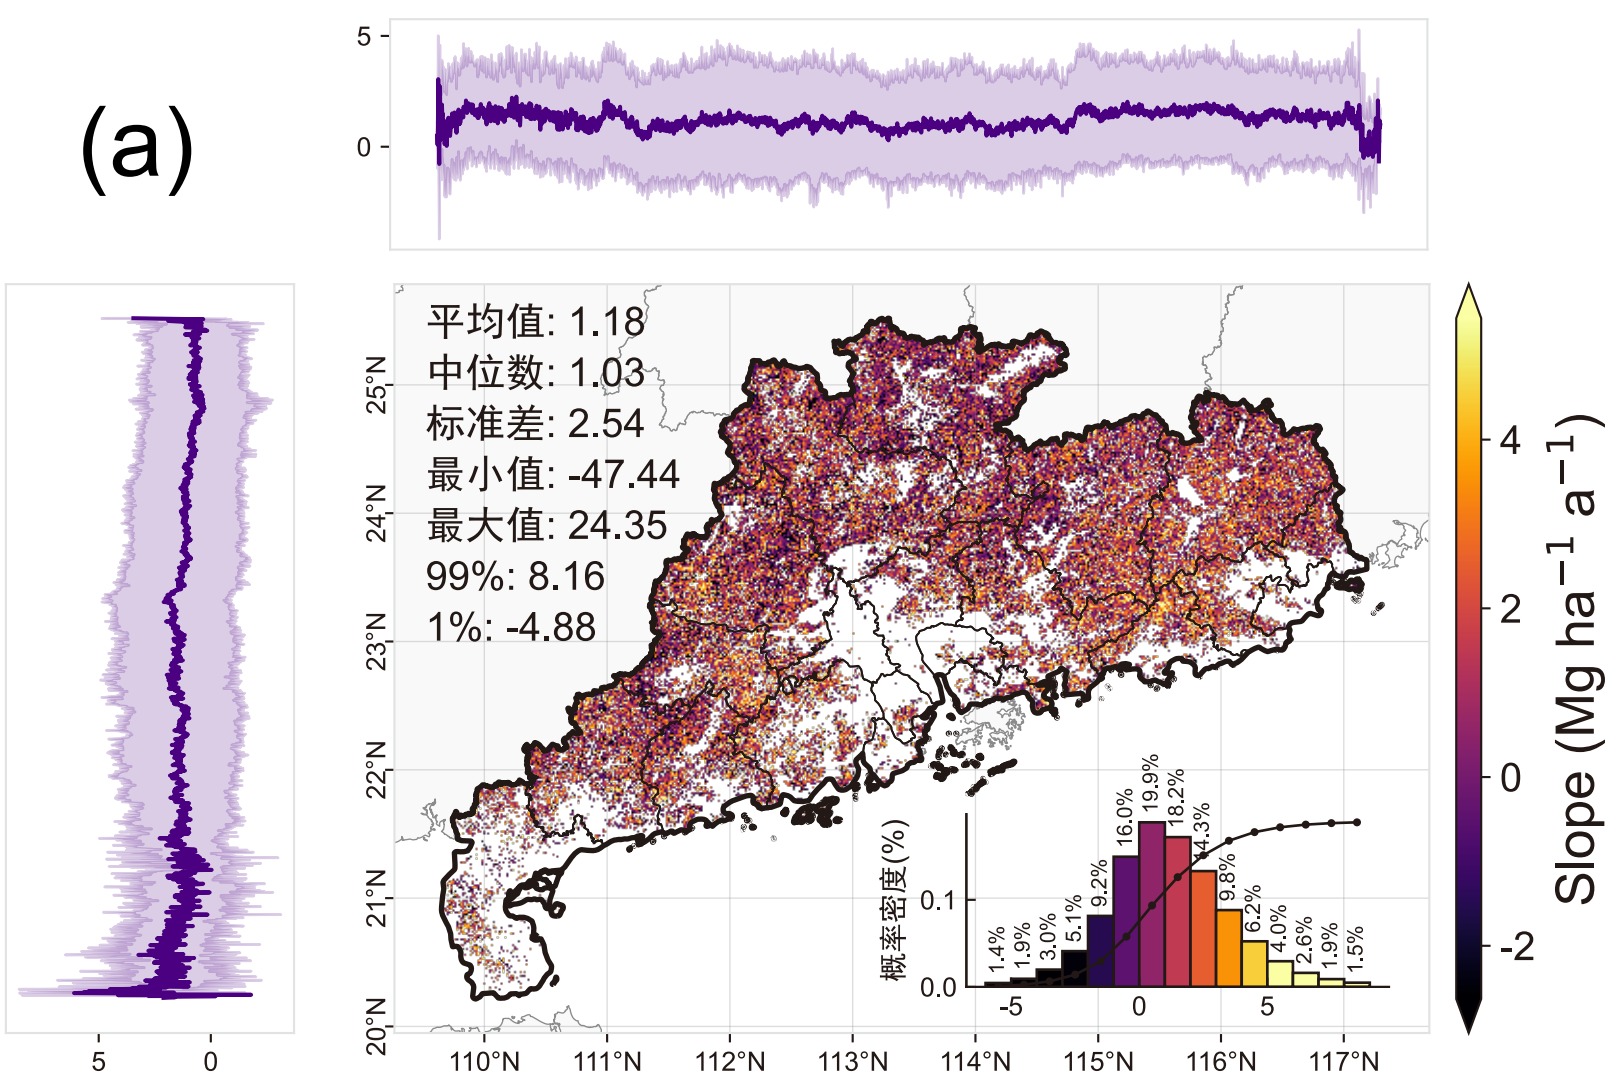 (a)
5
0
平均值: 1.18
中位数: 1.03
标准差: 2.54
最小值: -47.44
最大值: 24.35
99%: 8.16
1%: -4.88
25°N
24°N
23°N
22°N
21°N
20°N
110°N 111°N 112°N 113°N 114°N 115°N 116°N 117°N
5 0
概率密度(%)
0.1
0.0
1.4% 1.9% 3.0% 5.1% 9.2% 16.0% 19.9% 18.2% 14.3% 9.8% 6.2% 4.0% 2.6% 1.9% 1.5%
-5 0 5
4
2
0
-2
Slope (Mg ha⁻¹ a⁻¹)